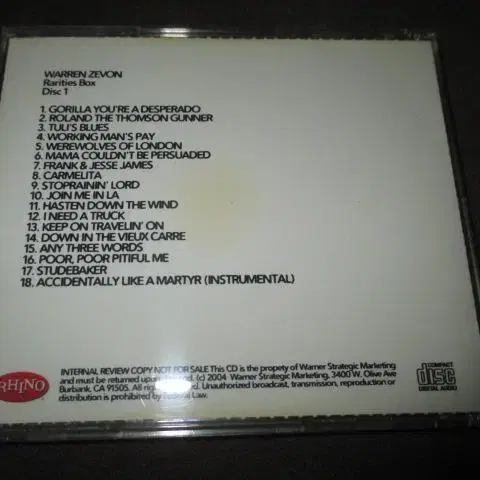 WARREN ZEVON
Rarities Box
Disc 1
1. GORILLA YOU'RE A DESPERADO
2. ROLAND THE THOMSON GUNNER
3. TULI'S BLUES
4. WORKING MAN'S PAY
5. WEREWOLVES OF LONDON
6. MAMA COULDN'T BE PERSUADED
7. FRANK & JESSE JAMES
8. CARMELITA
9. STOPRAININ' LORD
10. JOIN ME IN LA
11. HASTEN DOWN THE WIND
12. I NEED A TRUCK
13. KEEP ON TRAVELIN' ON
14. DOWN IN THE VIEUX CARRE
15. ANY THREE WORDS
16. POOR, POOR PITIFUL ME
17. STUDEBAKER
18. ACCIDENTALLY LIKE A MARTYR (INSTRUMENTAL)
INTERNAL REVIEW COPY NOT FOR SALE This CD is the propety of Warner Strategic Marketing
and must be returned upon demand. (c) 2004 Warner Strategic Marketing, 3400 W. Olive Ave
Burbank, CA 91505. All rights reserved. Unauthorized broadcast, transmission, reproduction or
distribution is prohibited by Federal Law.
RHINO
COMPACT
disc
DIGITAL AUDIO